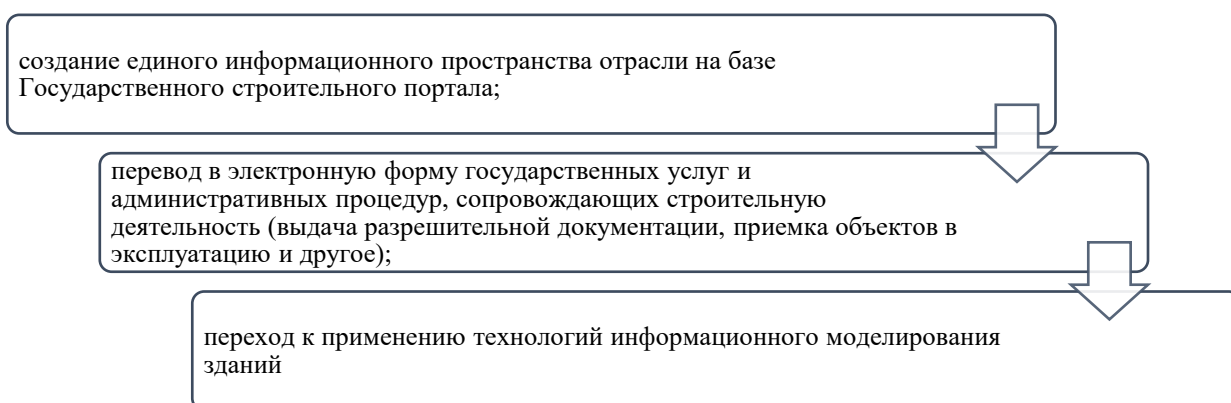 создание единого информационного пространства отрасли на базе
Государственного строительного портала;
перевод в электронную форму государственных услуг и
административных процедур, сопровождающих строительную
деятельность (выдача разрешительной документации, приемка объектов в
эксплуатацию и другое);
переход к применению технологий информационного моделирования
зданий